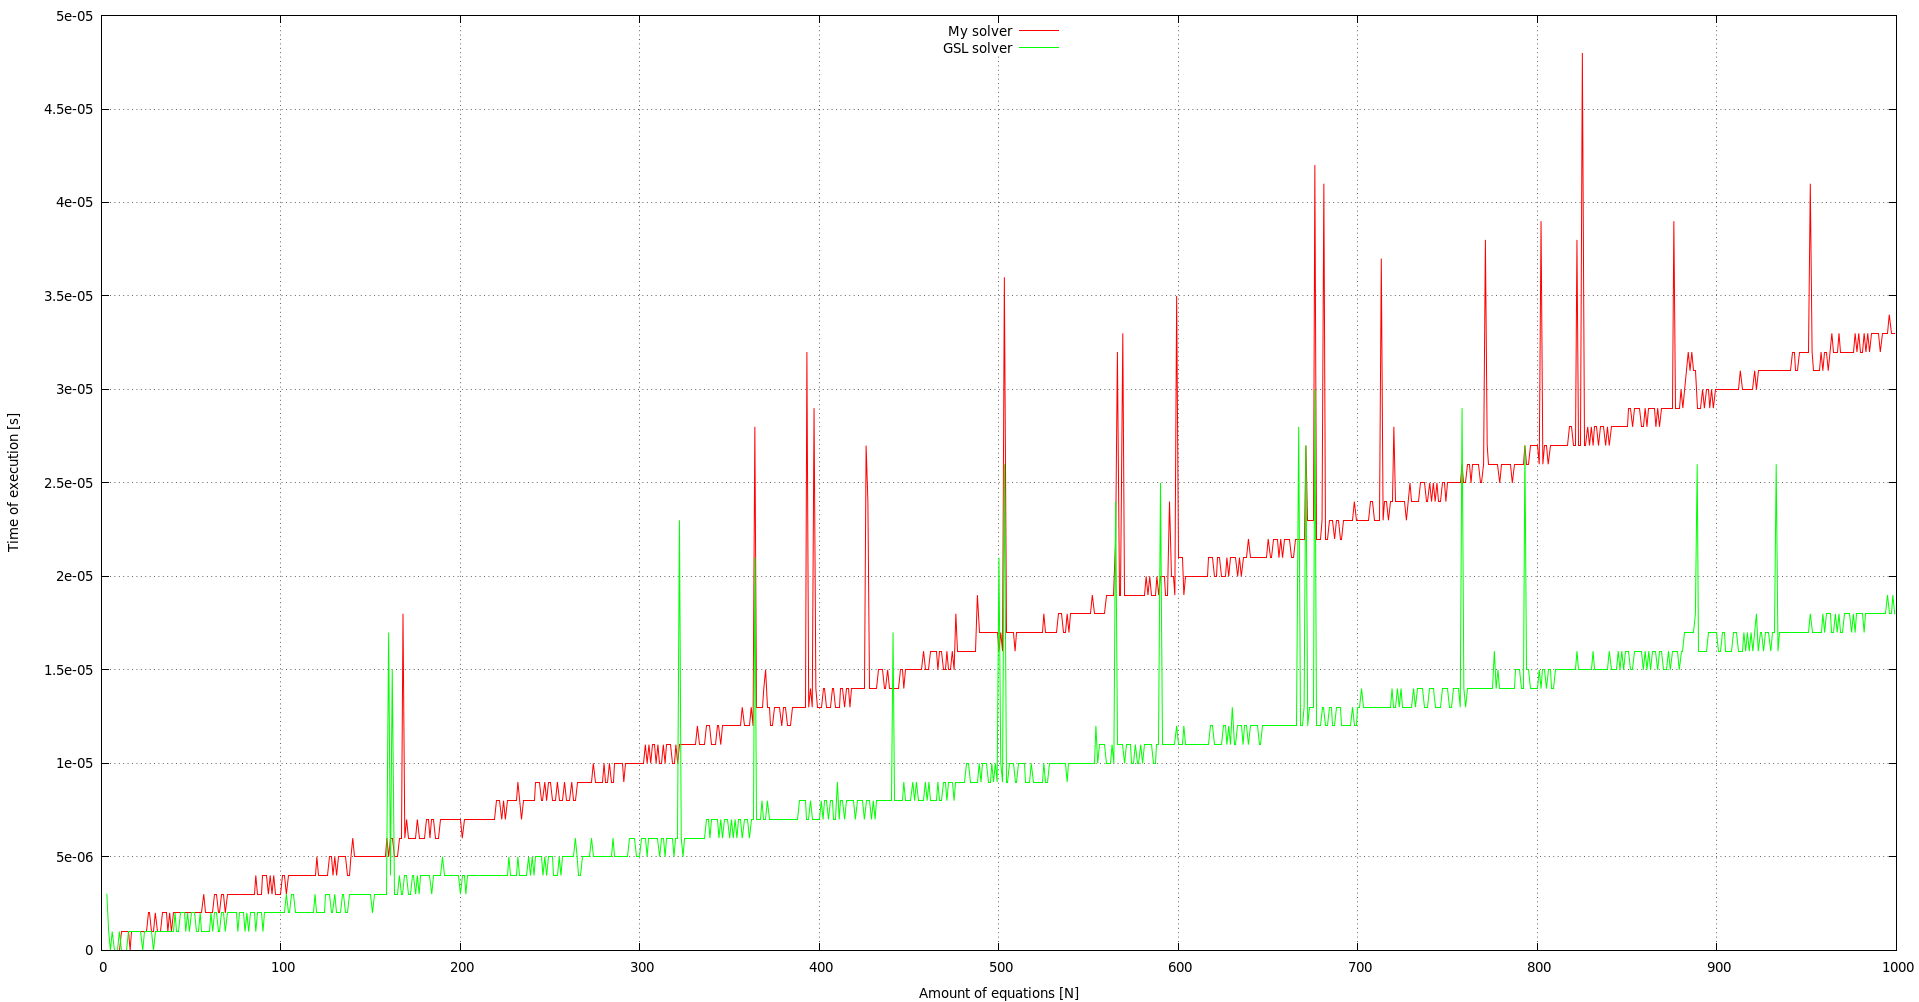 My solver
GSL solver
5e-05
4.5e-05
4e-05
3.5e-05
3e-05
2.5e-05
2e-05
1.5e-05
1e-05
5e-06
0
Time of execution [s]
0 100 200 300 400 500 600 700 800 900 1000
Amount of equations [N]